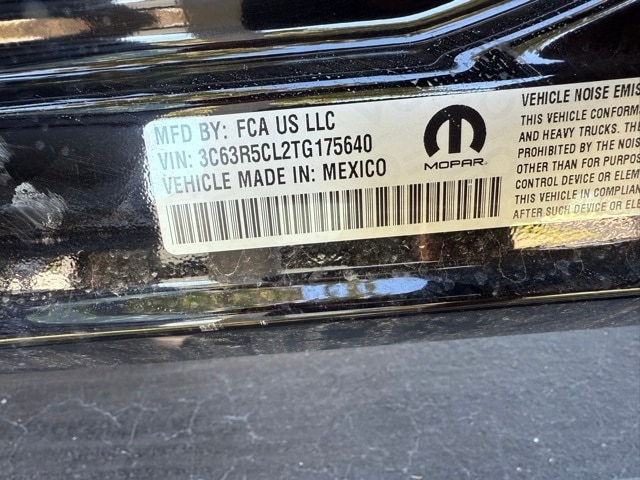 MFD BY: FCA US LLC
VIN: 3C63R5CL2TG175640
VEHICLE MADE IN: MEXICO
MOPAR
VEHICLE NOISE EMIS
THIS VEHICLE CONFORM
AND HEAVY TRUCKS. TH
PROHIBITED BY THE NOIS
OTHER THAN FOR PURPOS
CONTROL DEVICE OR ELEM
THIS VEHICLE IN COMPLIAN
AFTER SUCH DEVICE OR ELE